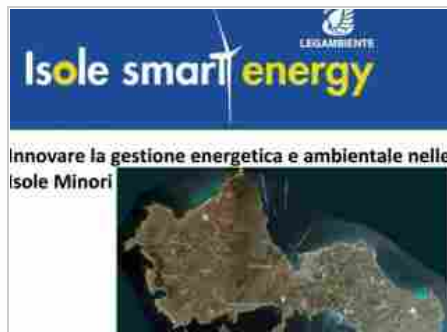 LEGAMBIENTE
Isole smart energy
Innovare la gestione energetica e ambientale nelle
Isole Minori